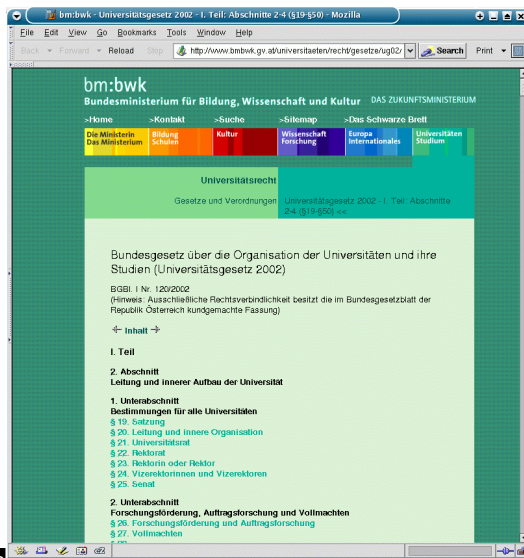 bm:bwk - Universitätsgesetz 2002 - I. Teil: Abschnitte 2-4 (§19-§50) - Mozilla
File Edit View Go Bookmarks Tools Window Help
Back Forward Reload Stop http://www.bmbwk.gv.at/universitaeten/recht/gesetze/ug02/ Search Print
bm:bwk
Bundesministerium für Bildung, Wissenschaft und Kultur DAS ZUKUNFTSMINISTERIUM
>Home >Kontakt >Suche >Sitemap >Das Schwarze Brett
Die Ministerin Bildung Kultur Wissenschaft Europa Universitäten
Das Ministerium Schulen Forschung Internationales Studium
Universitätsrecht
Gesetze und Verordnungen Universitätsgesetz 2002 - I. Teil: Abschnitte
2-4 (§19-§50) <<
Bundesgesetz über die Organisation der Universitäten und ihre
Studien (Universitätsgesetz 2002)
BGBl. I Nr. 120/2002
(Hinweis: Ausschließliche Rechtsverbindlichkeit besitzt die im Bundesgesetzblatt der
Republik Österreich kundgemachte Fassung)
Inhalt
I. Teil
2. Abschnitt
Leitung und innerer Aufbau der Universität
1. Unterabschnitt
Bestimmungen für alle Universitäten
§ 19. Satzung
§ 20. Leitung und innere Organisation
§ 21. Universitätsrat
§ 22. Rektorat
§ 23. Rektorin oder Rektor
§ 24. Vizerektorinnen und Vizerektoren
§ 25. Senat
2. Unterabschnitt
Forschungsförderung, Auftragsforschung und Vollmachten
§ 26. Forschungsförderung und Auftragsforschung
§ 27. Vollmachten